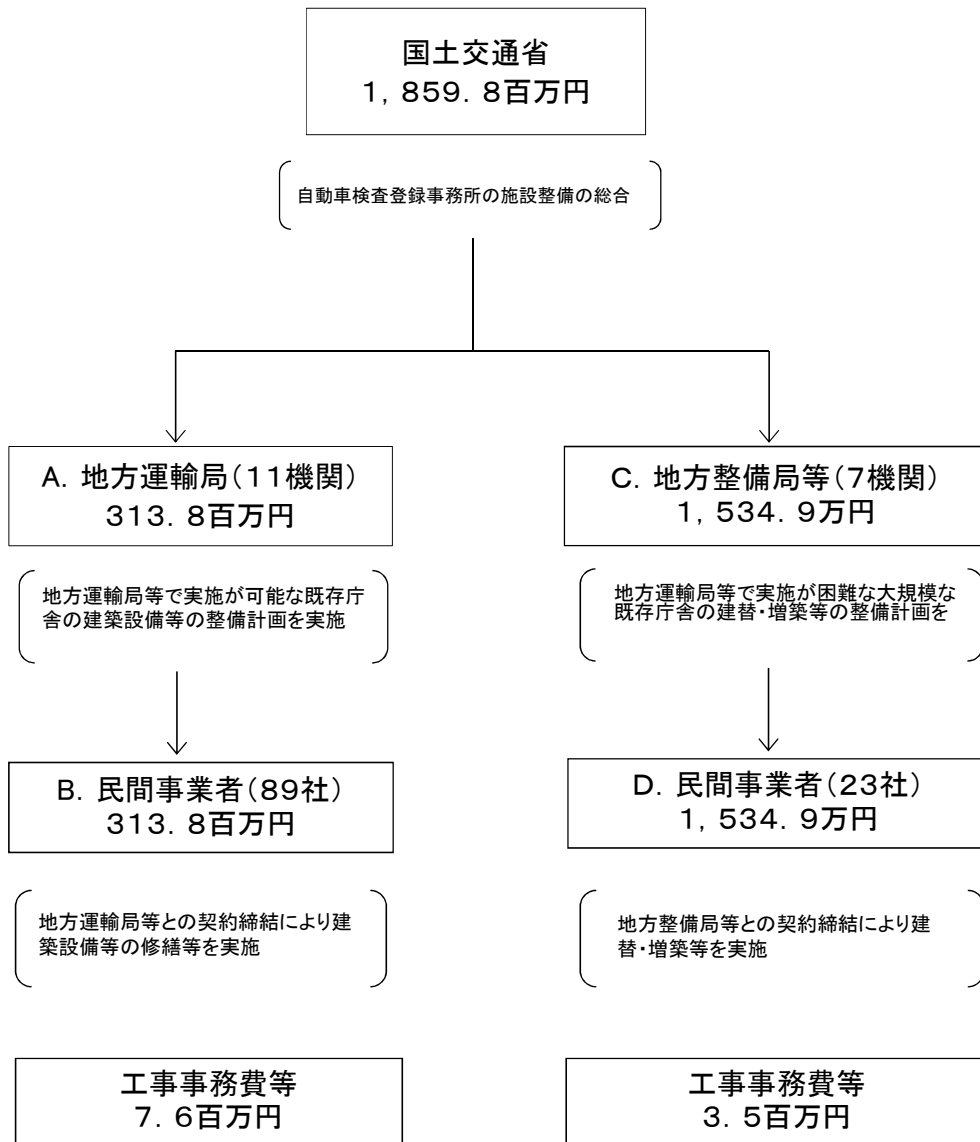 国土交通省
1,859.8百万円
自動車検査登録事務所の施設整備の総合
A.地方運輸局(11機関)
313.8百万円
地方運輸局等で実施が可能な既存庁
舎の建築設備等の整備計画を実施
B.民間事業者(89社)
313.8百万円
地方運輸局等との契約締結により建
築設備等の修繕等を実施
工事事務費等
7.6百万円
C.地方整備局等(7機関)
1,534.9万円
地方運輸局等で実施が困難な大規模な
既存庁舎の建替・増築等の整備計画を
D.民間事業者(23社)
1,534.9万円
地方整備局等との契約締結により建
替・増築等を実施
工事事務費等
3.5百万円